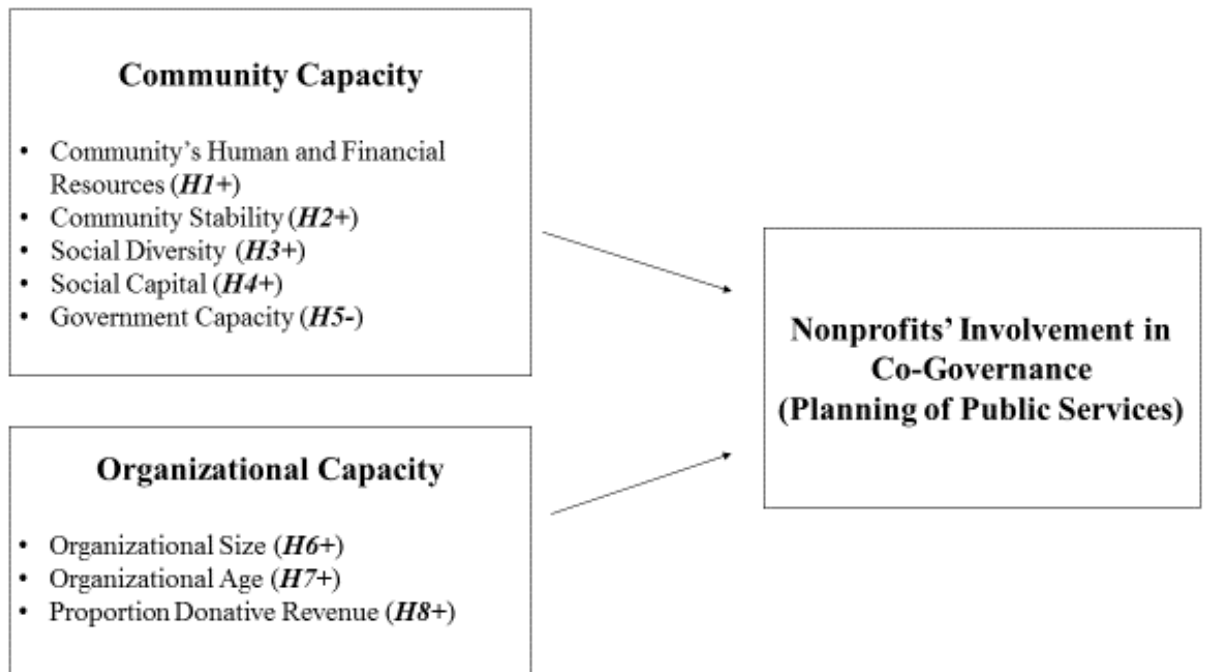 Community Capacity
• Community's Human and Financial
Resources (H1+)
• Community Stability (H2+)
• Social Diversity (H3+)
• Social Capital (H4+)
• Government Capacity (H5-)
Organizational Capacity
• Organizational Size (H6+)
• Organizational Age (H7+)
• Proportion Donative Revenue (H8+)
Nonprofits' Involvement in
Co-Governance
(Planning of Public Services)